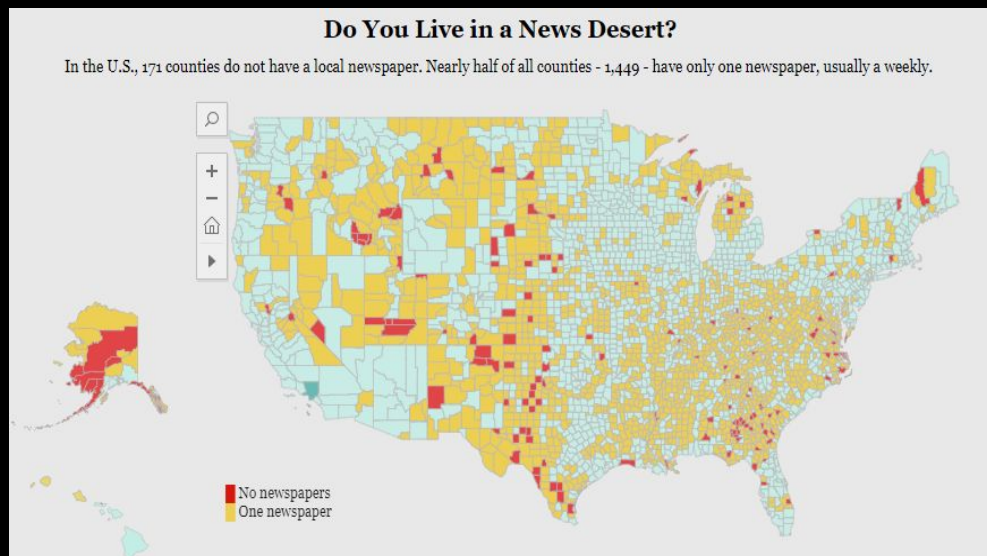 Do You Live in a News Desert?
In the U.S., 171 counties do not have a local newspaper. Nearly half of all counties - 1,449 - have only one newspaper, usually a weekly.
+
−
No newspapers
One newspaper